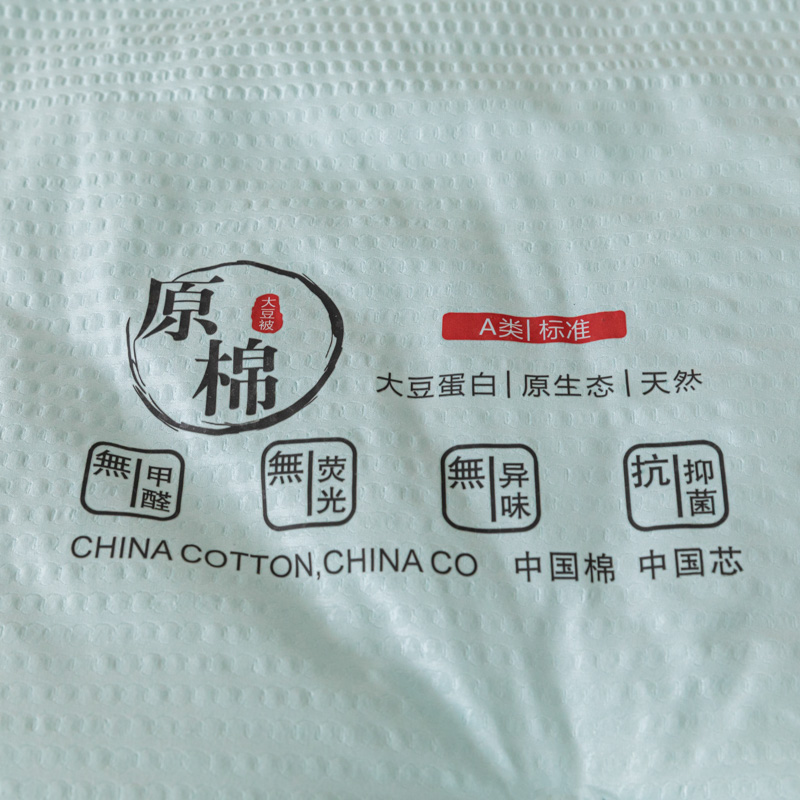 原棉
大豆被
A类|标准
大豆蛋白|原生态|天然
無|甲醛
無|荧光
無|异味
抗|抑菌
CHINA COTTON,CHINA CO 中国棉 中国芯